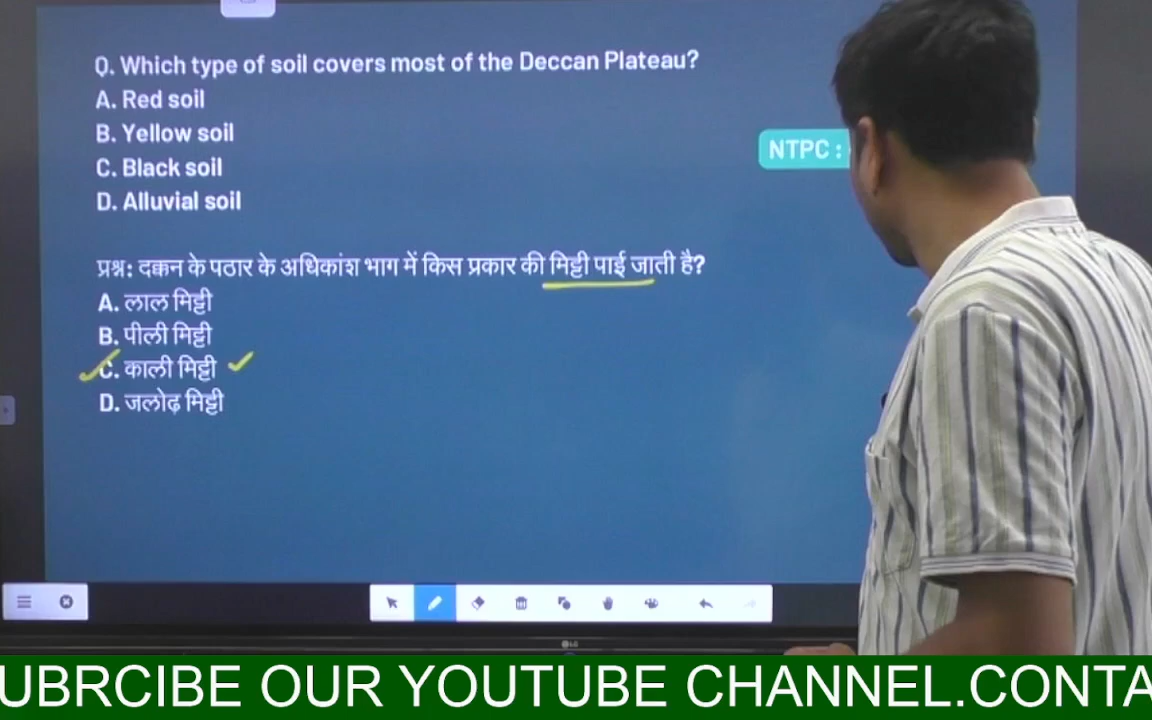 Q. Which type of soil covers most of the Deccan Plateau?
A. Red soil
B. Yellow soil
C. Black soil
D. Alluvial soil
NTPC :
प्रश्न: दक्कन के पठार के अधिकांश भाग में किस प्रकार की मिट्टी पाई जाती है?
A. लाल मिट्टी
B. पीली मिट्टी
C. काली मिट्टी
D. जलोढ़ मिट्टी
LG
UBRCIBE OUR YOUTUBE CHANNEL.CONTA